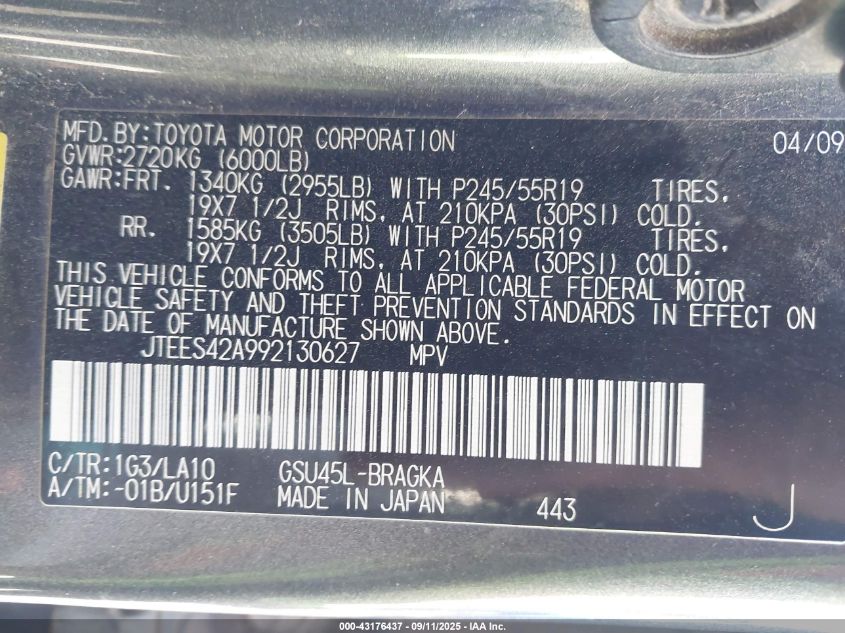 MFD. BY: TOYOTA MOTOR CORPORATION 04/09
GVWR: 2720KG (6000LB)
GAWR: FRT. 1340KG (2955LB) WITH P245/55R19 TIRES,
19X7 1/2J RIMS, AT 210KPA (30PSI) COLD.
RR. 1585KG (3505LB) WITH P245/55R19 TIRES,
19X7 1/2J RIMS, AT 210KPA (30PSI) COLD.
THIS VEHICLE CONFORMS TO ALL APPLICABLE FEDERAL MOTOR
VEHICLE SAFETY AND THEFT PREVENTION STANDARDS IN EFFECT ON
THE DATE OF MANUFACTURE SHOWN ABOVE.
JTEES42A992130627 MPV
C/TR: 1G3/LA10 GSU45L-BRAGKA
A/TM: -01B/U151F MADE IN JAPAN 443 J
000-43176437 - 09/11/2025 - IAA Inc.